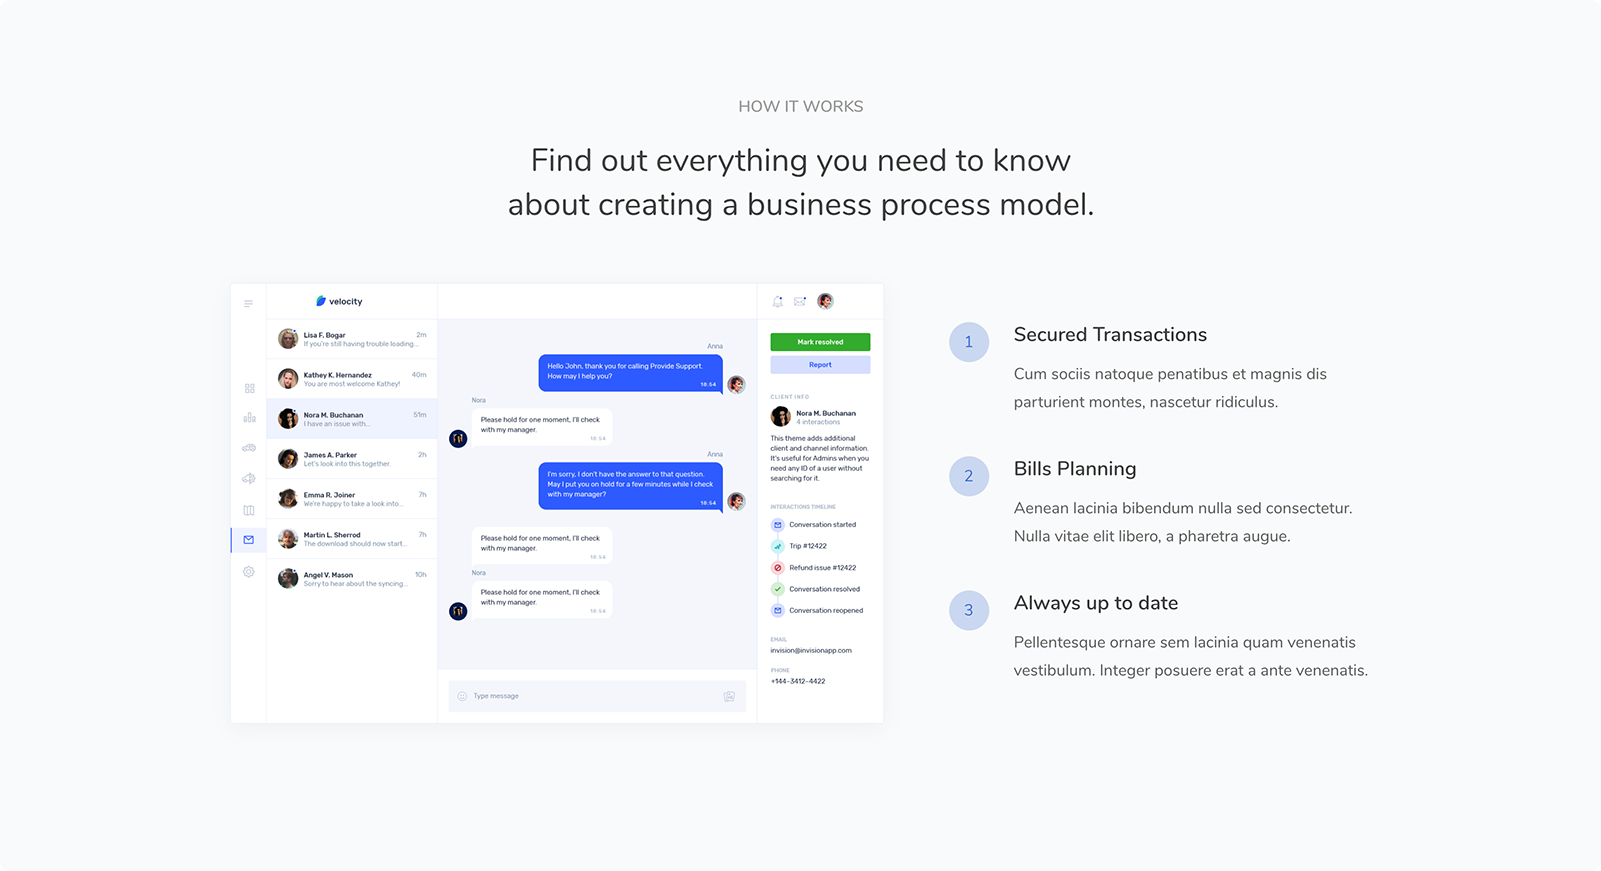 HOW IT WORKS
Find out everything you need to know
about creating a business process model.
velocity
Lisa F. Bogar 2m
If you're still having trouble loading...
Kathey K. Hernandez 40m
You are most welcome Kathey!
Nora M. Buchanan 51m
I have an issue with...
James A. Parker 2h
Let's look into this together.
Emma R. Joiner 7h
We're happy to take a look into...
Martin L. Sherrod 7h
The download should now start...
Angel V. Mason 10h
Sorry to hear about the syncing...
Anna
Hello John, thank you for calling Provide Support.
How may I help you?
18:54
Nora
Please hold for one moment, I'll check
with my manager.
18:54
Anna
I'm sorry, I don't have the answer to that question.
May I put you on hold for a few minutes while I check
with my manager?
18:54
Please hold for one moment, I'll check
with my manager.
18:54
Nora
Please hold for one moment, I'll check
with my manager.
18:54
Type message
Mark resolved
Report
CLIENT INFO
Nora M. Buchanan
4 interactions
This theme adds additional
client and channel information.
It's useful for Admins when you
need any ID of a user without
searching for it.
INTERACTIONS TIMELINE
Conversation started
Trip #12422
Refund issue #12422
Conversation resolved
Conversation reopened
EMAIL
invision@invisionapp.com
PHONE
+144-3412-4422
1
Secured Transactions
Cum sociis natoque penatibus et magnis dis
parturient montes, nascetur ridiculus.
2
Bills Planning
Aenean lacinia bibendum nulla sed consectetur.
Nulla vitae elit libero, a pharetra augue.
3
Always up to date
Pellentesque ornare sem lacinia quam venenatis
vestibulum. Integer posuere erat a ante venenatis.